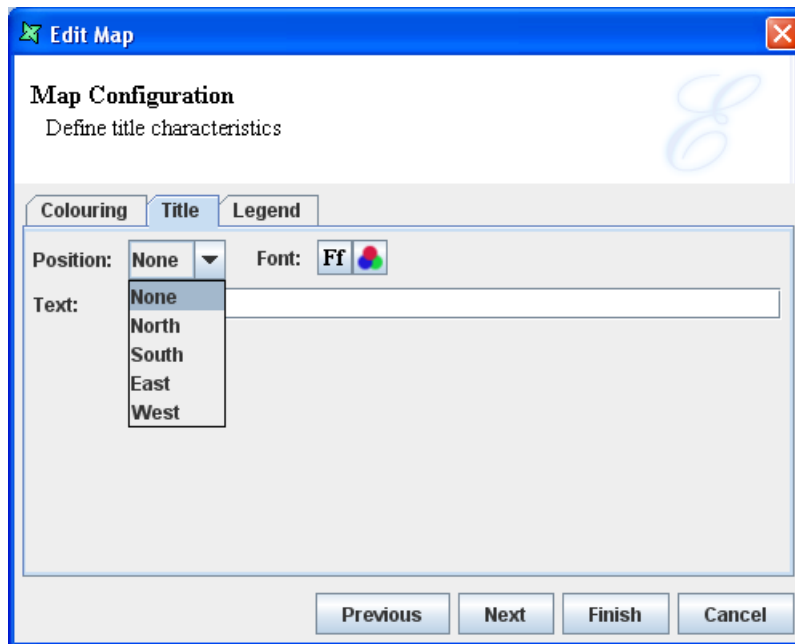 Edit Map
Map Configuration
Define title characteristics
Colouring Title Legend
Position: None Font: Ff
Text:
None
North
South
East
West
Previous Next Finish Cancel